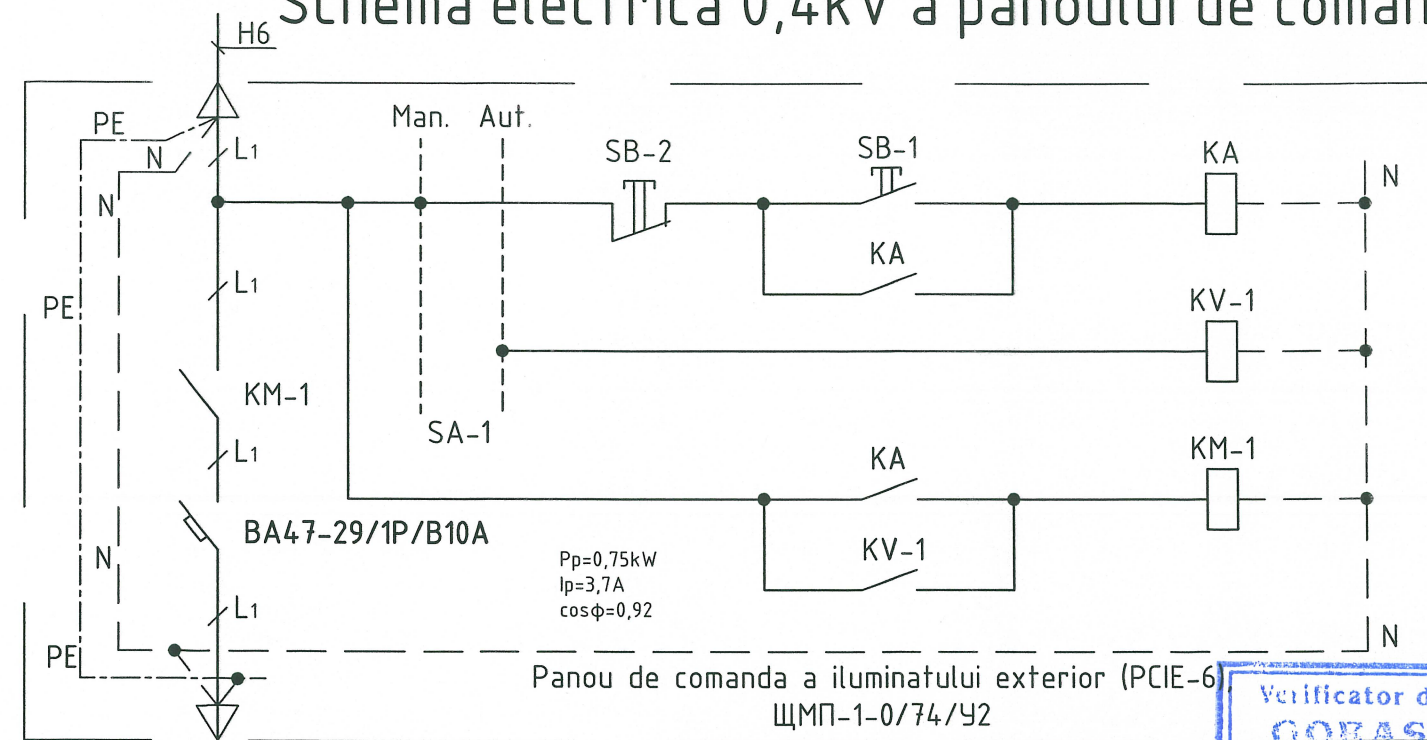 Schema electrica 0,4kV a panoului de coman
H6
PE
N
L1
Man. Aut.
SB-2
SB-1
KA
N
N
KA
PE
L1
KV-1
KM-1
SA-1
L1
KA
KM-1
BA47-29/1P/B10A
N
Pp=0,75kW
Ip=3,7A
cosφ=0,92
KV-1
L1
PE
N
Panou de comanda a iluminatului exterior (PCIE-6),
ЩМП-1-0/74/У2
Verificator d
GORAS